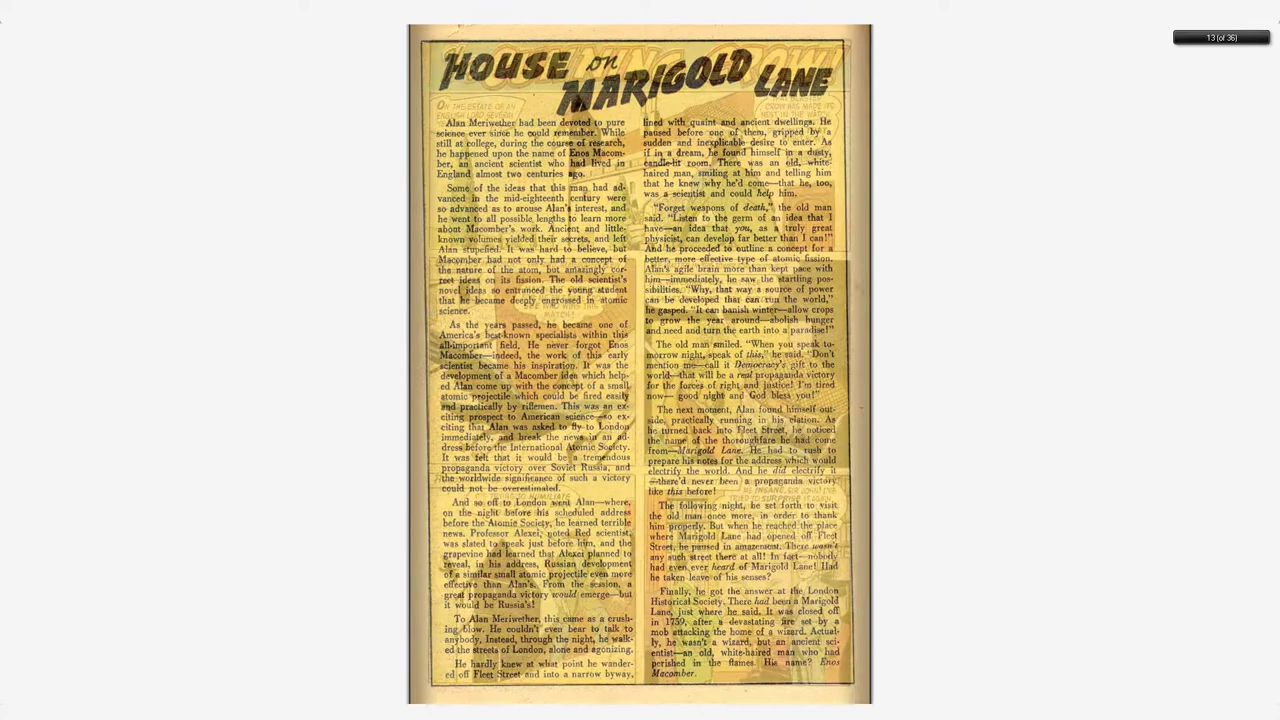 13 (of 36)
HOUSE on
MARIGOLD LANE
Alan Meriwether had been devoted to pure
science ever since he could remember. While
still at college, during the course of research,
he happened upon the name of Enos Macom-
ber, an ancient scientist who had lived in
England almost two centuries ago.
Some of the ideas that this man had ad-
vanced in the mid-eighteenth century were
so advanced as to arouse Alan's interest, and
he went to all possible lengths to learn more
about Macomber's work. Ancient and little-
known volumes yielded their secrets, and left
Alan stupefied. It was hard to believe, but
Macomber had not only had a concept of
the nature of the atom, but amazingly cor-
rect ideas on its fission. The old scientist's
novel ideas so entranced the young student
that he became deeply engrossed in atomic
science.
As the years passed, he became one of
America's best-known specialists within this
all-important field. He never forgot Enos
Macomber—indeed, the work of this early
scientist became his inspiration. It was the
development of a Macomber idea which help-
ed Alan come up with the concept of a small
atomic projectile which could be fired easily
and practically by riflemen. This was an ex-
citing prospect to American science—so ex-
citing that Alan was asked to fly to London
immediately, and break the news in an ad-
dress before the International Atomic Society.
It was felt that it would be a tremendous
propaganda victory over Soviet Russia, and
the worldwide significance of such a victory
could not be overestimated.
And so off to London went Alan—where,
on the night before his scheduled address
before the Atomic Society, he learned terrible
news. Professor Alexei, noted Red scientist,
was slated to speak just before him, and the
grapevine had learned that Alexei planned to
reveal, in his address, Russian development
of a similar small atomic projectile even more
effective than Alan's. From the session, a
great propaganda victory would emerge—but
it would be Russia's!
To Alan Meriwether, this came as a crush-
ing blow. He couldn't even bear to talk to
anybody. Instead, through the night, he walk-
ed the streets of London, alone and agonizing.
He hardly knew at what point he wander-
ed off Fleet Street and into a narrow byway,
lined with quaint and ancient dwellings. He
paused before one of them, gripped by a
sudden and inexplicable desire to enter. As
if in a dream, he found himself in a dusty,
candle-lit room. There was an old, white-
haired man, smiling at him and telling him
that he knew why he'd come—that he, too,
was a scientist and could help him.
"Forget weapons of death," the old man
said. "Listen to the germ of an idea that I
have—an idea that you, as a truly great
physicist, can develop far better than I can!"
And he proceeded to outline a concept for a
better, more effective type of atomic fission.
Alan's agile brain more than kept pace with
him—immediately, he saw the startling pos-
sibilities. "Why, that way a source of power
can be developed that can run the world,"
he gasped. "It can banish winter—allow crops
to grow the year around—abolish hunger
and need and turn the earth into a paradise!"
The old man smiled. "When you speak to-
morrow night, speak of this," he said. "Don't
mention me—call it Democracy's gift to the
world—that will be a real propaganda victory
for the forces of right and justice! I'm tired
now— good night and God bless you!"
The next moment, Alan found himself out-
side, practically running in his elation. As
he turned back into Fleet Street, he noticed
the name of the thoroughfare he had come
from—Marigold Lane. He had to rush to
prepare his notes for the address which would
electrify the world. And he did electrify it
—there'd never been a propaganda victory
like this before!
The following night, he set forth to visit
the old man once more, in order to thank
him properly. But when he reached the place
where Marigold Lane had opened off Fleet
Street, he paused in amazement. There wasn't
any such street there at all! In fact—nobody
had even ever heard of Marigold Lane! Had
he taken leave of his senses?
Finally, he got the answer at the London
Historical Society. There had been a Marigold
Lane, just where he said. It was closed off
in 1759, after a devastating fire set by a
mob attacking the home of a wizard. Actual-
ly, he wasn't a wizard, but an ancient sci-
entist—an old, white-haired man who had
perished in the flames. His name? Enos
Macomber.